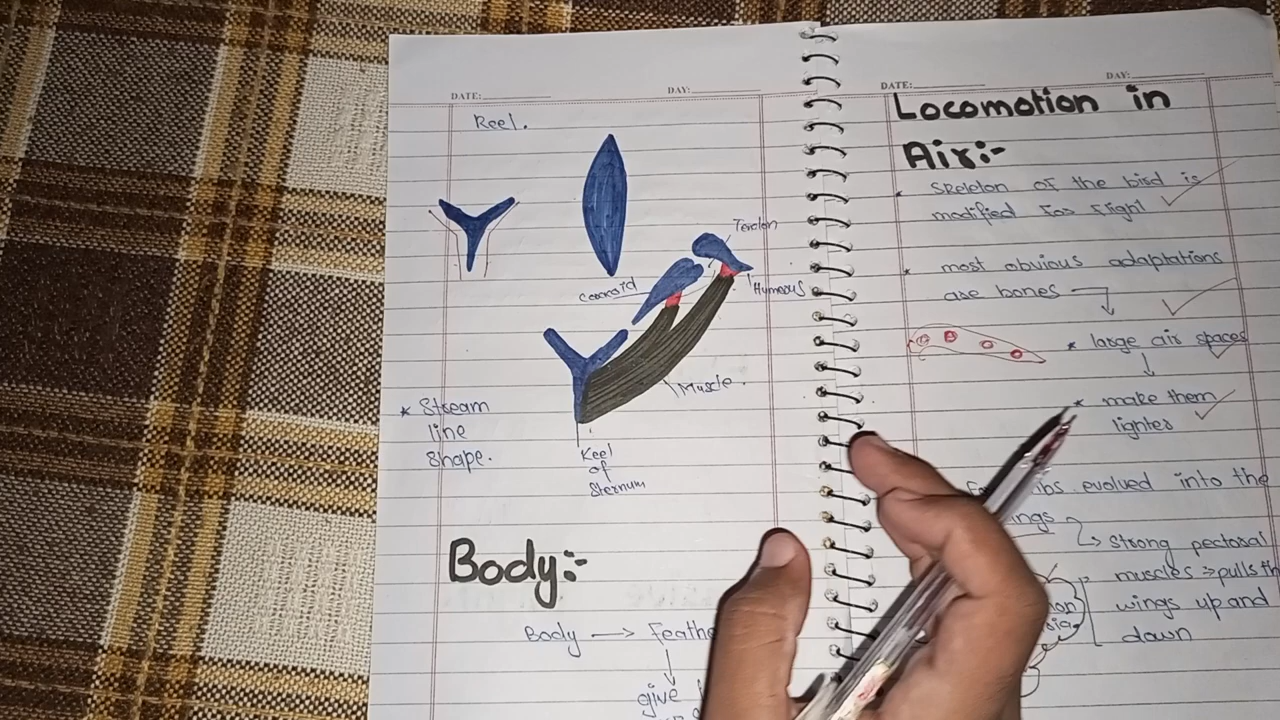 DATE:
DAY:
Keel.
Tendon
Coracoid
Humerus
Muscle.
* Stream
line
shape.
Keel
of
Sternum
Body:-
Body → Feathe
give
DATE:
DAY:
Locomotion in
Air:-
* Skeleton of the bird is
modified for flight
* most obvious adaptations
are bones
* large air spaces
* make them
lighter
evolved into the
ings
Strong pectoral
muscles → pulls th
wings up and
down